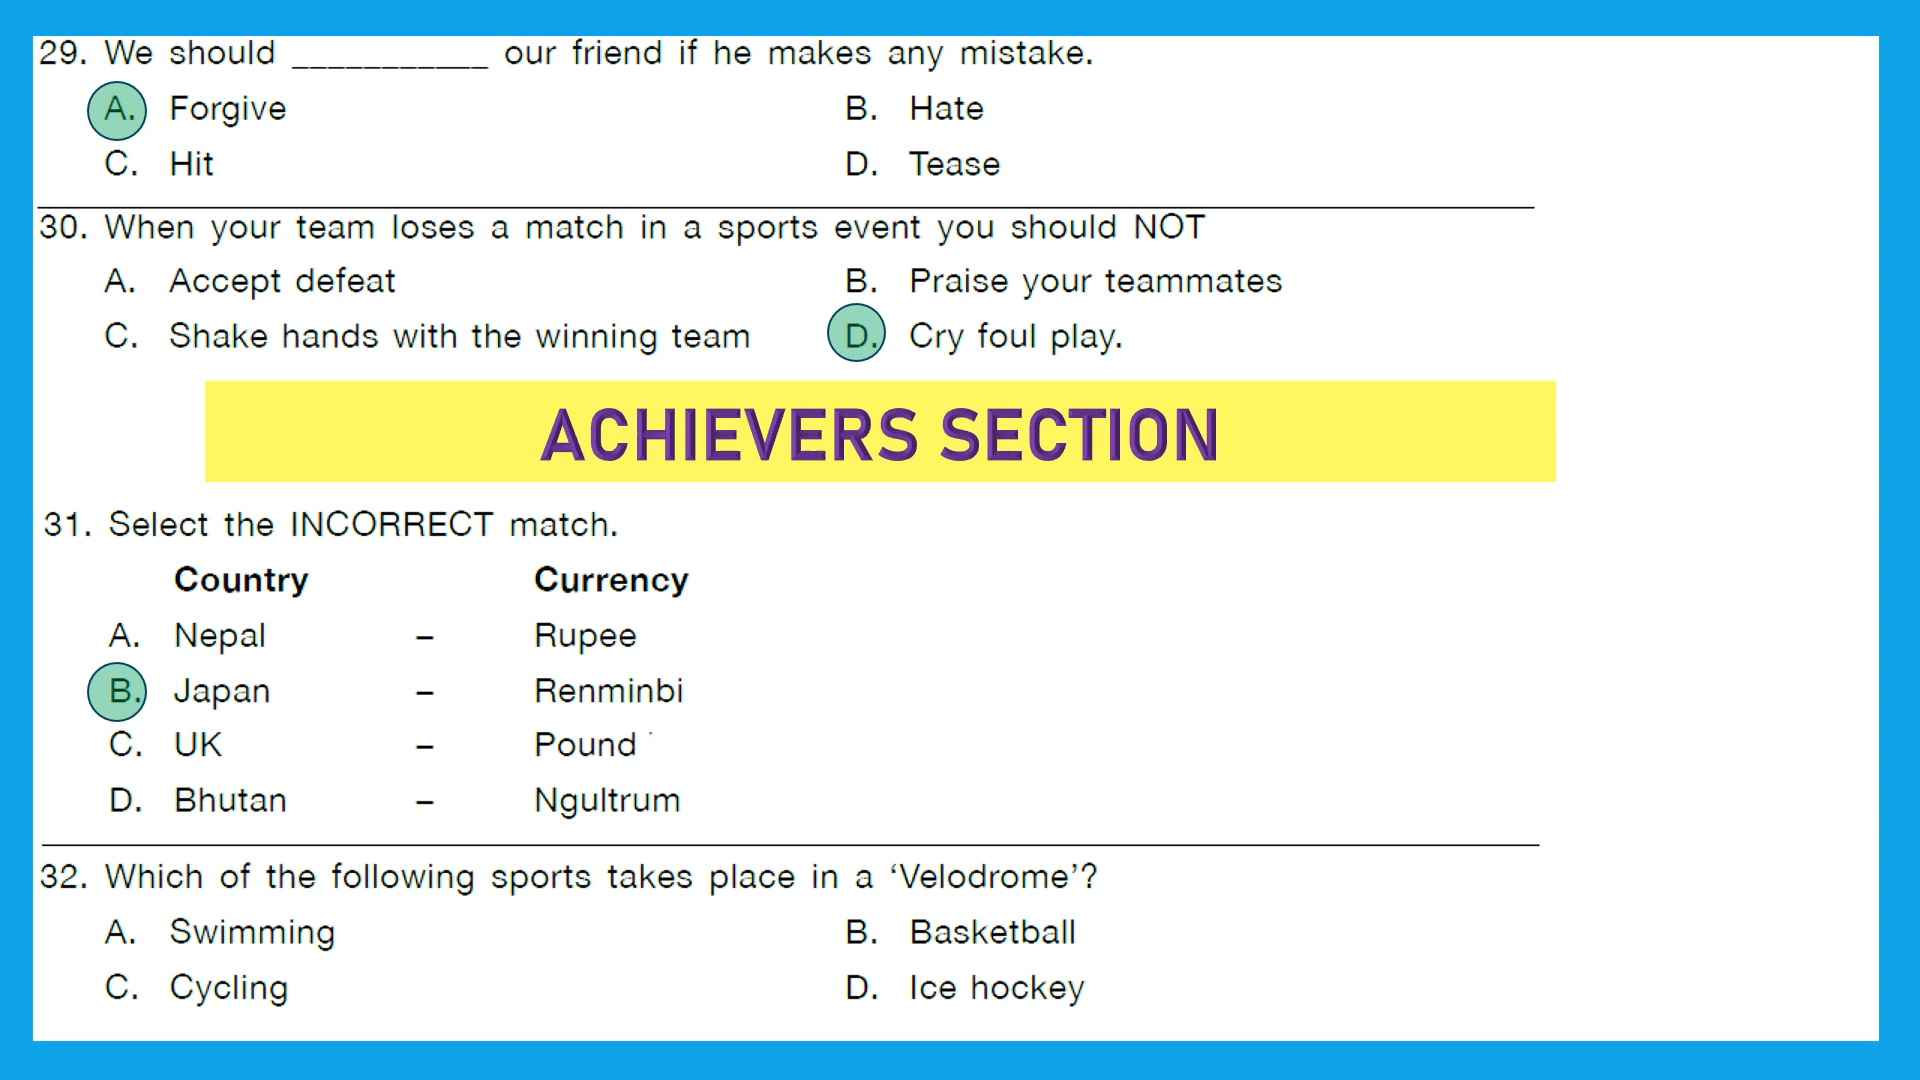 29. We should ___________ our friend if he makes any mistake.
A. Forgive B. Hate
C. Hit D. Tease
30. When your team loses a match in a sports event you should NOT
A. Accept defeat B. Praise your teammates
C. Shake hands with the winning team D. Cry foul play.
ACHIEVERS SECTION
31. Select the INCORRECT match.
Country Currency
A. Nepal – Rupee
B. Japan – Renminbi
C. UK – Pound
D. Bhutan – Ngultrum
32. Which of the following sports takes place in a ‘Velodrome’?
A. Swimming B. Basketball
C. Cycling D. Ice hockey